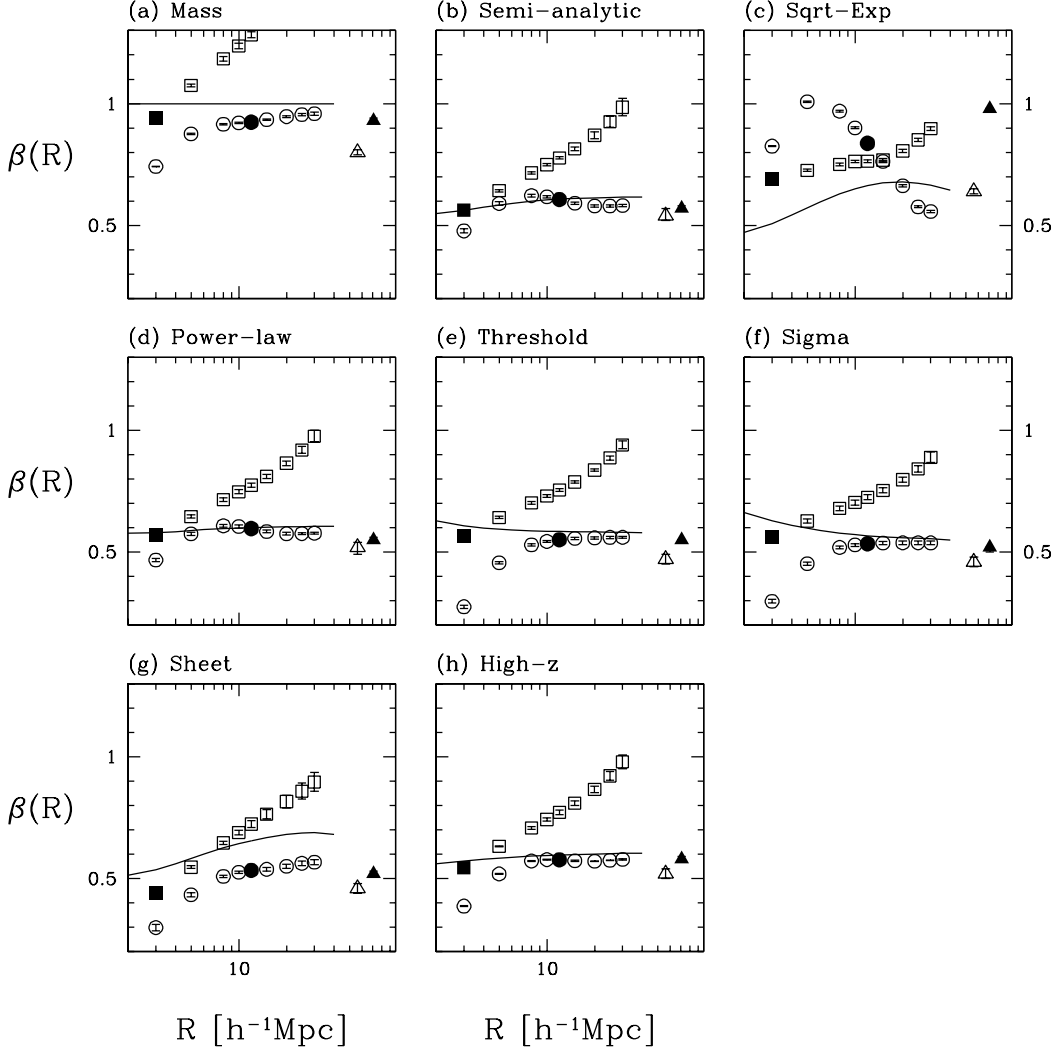 (a) Mass
(b) Semi-analytic
(c) Sqrt-Exp
1
0.5
β(R)
1
0.5
(d) Power-law
(e) Threshold
(f) Sigma
1
0.5
β(R)
1
0.5
(g) Sheet
(h) High-z
1
0.5
β(R)
10
10
R [h⁻¹Mpc]
R [h⁻¹Mpc]